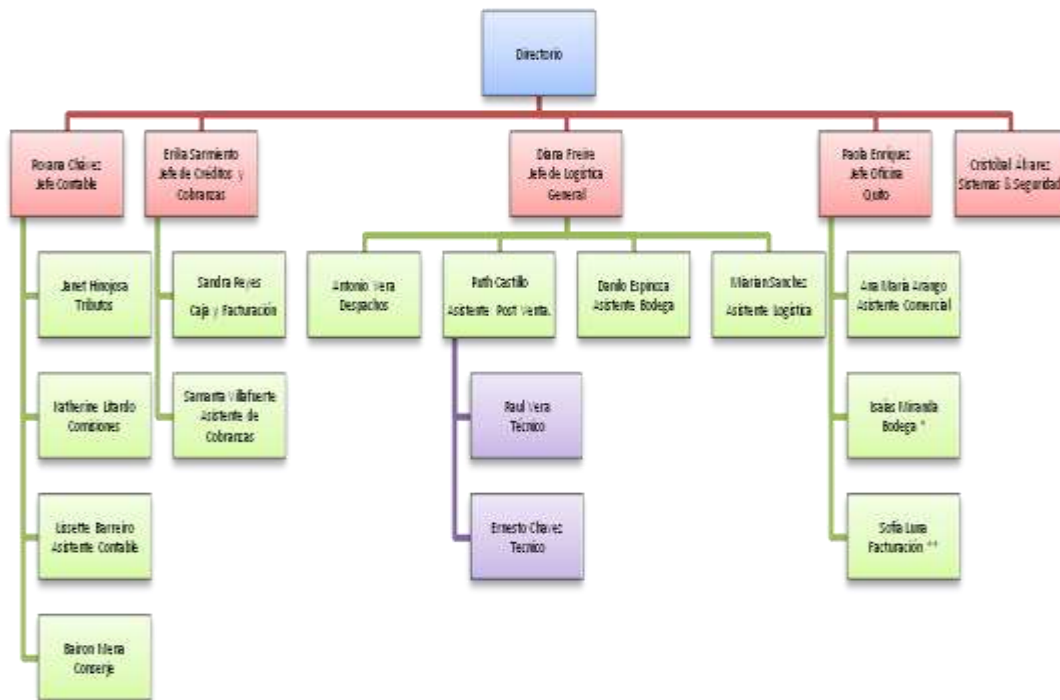 Directorio
Roxana Chávez
Jefe Contable
Erika Sarmiento
Jefe de Créditos y
Cobranzas
Diana Freire
Jefe de Logística
General
Paola Enriquez
Jefe Oficina
Quito
Cristóbal Álvarez
Sistemas & Seguridad
Janet Hinojosa
Tributos
Sandra Reyes
Caja y Facturación
Antonio Vera
Despachos
Ruth Castillo
Asistente Post Venta.
Danilo Espinoza
Asistente Bodega
Miarian Sanchez
Asistente Logística
Ana María Arango
Asistente Comercial
Katherine Litardo
Comisiones
Samanta Villafuerte
Asistente de
Cobranzas
Raul Vera
Técnico
Isaías Miranda
Bodega *
Lissette Barreiro
Asistente Contable
Ernesto Chavez
Tecnico
Sofía Luna
Facturación **
Bairon Mena
Conserje